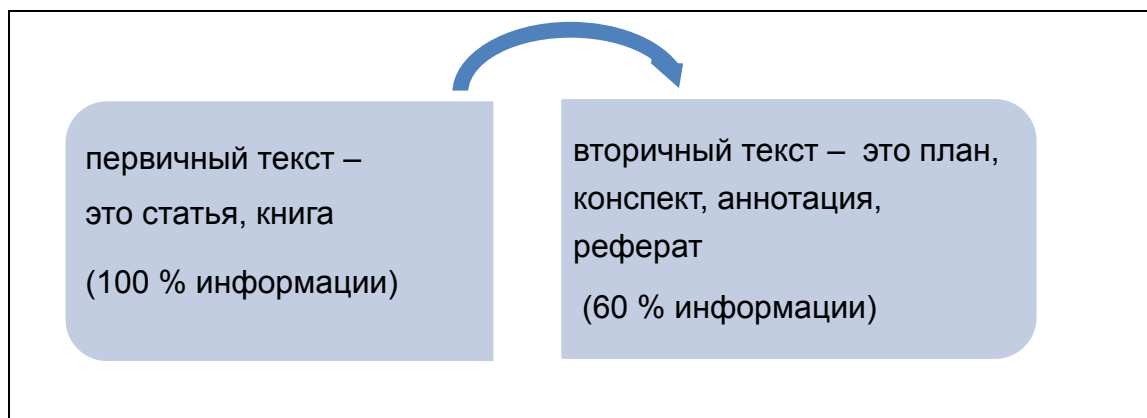 первичный текст –
это статья, книга
(100 % информации)
вторичный текст – это план,
конспект, аннотация,
реферат
(60 % информации)